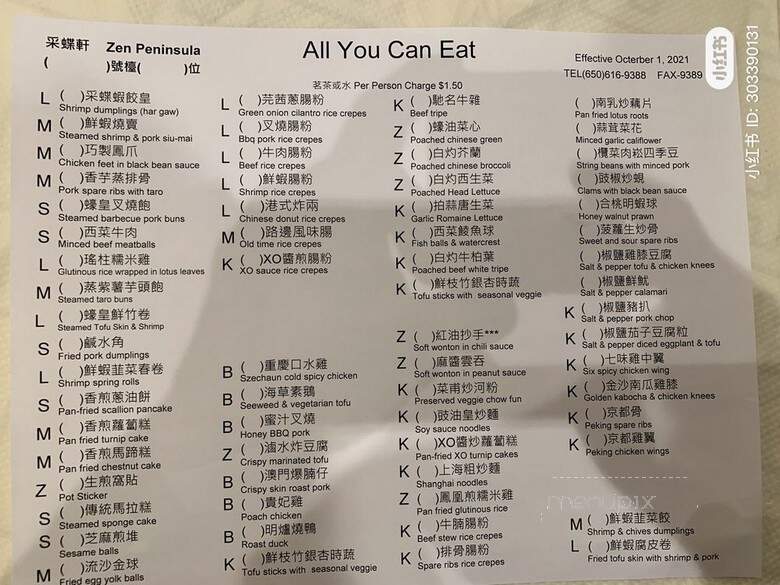 采蝶軒 Zen Peninsula
( )號檯( )位
All You Can Eat
Effective Octerber 1, 2021
TEL(650)616-9388 FAX-9389
茗茶或水 Per Person Charge $1.50
L ( )采蝶蝦餃皇
Shrimp dumplings (har gaw)
M ( )鮮蝦燒賣
Steamed shrimp & pork siu-mai
M ( )巧製鳳爪
Chicken feet in black bean sauce
M ( )香芋蒸排骨
Pork spare ribs with taro
S ( )蠔皇叉燒飽
Steamed barbecue pork buns
S ( )西菜牛肉
Minced beef meatballs
L ( )瑤柱糯米雞
Glutinous rice wrapped in lotus leaves
M ( )蒸紫薯芋頭飽
Steamed taro buns
L ( )蠔皇鮮竹卷
Steamed Tofu Skin & Shrimp
S ( )鹹水角
Fried pork dumplings
L ( )鮮蝦韮菜春卷
Shrimp spring rolls
S ( )香煎蔥油餅
Pan-fried scallion pancake
M ( )香煎蘿蔔糕
Pan fried turnip cake
M ( )香煎馬蹄糕
Pan fried chestnut cake
Z ( )生煎窩貼
Pot Sticker
S ( )傳統馬拉糕
Steamed sponge cake
S ( )芝麻煎堆
Sesame balls
M ( )流沙金球
Fried egg yolk balls
L ( )芫茜蔥腸粉
Green onion cilantro rice crepes
L ( )叉燒腸粉
Bbq pork rice crepes
L ( )牛肉腸粉
Beef rice crepes
L ( )鮮蝦腸粉
Shrimp rice crepes
L ( )港式炸兩
Chinese donut rice crepes
M ( )路邊風味腸
Old time rice crepes
K ( )XO醬煎腸粉
XO sauce rice crepes
B ( )重慶口水雞
Szechaun cold spicy chicken
B ( )海草素鵝
Seeweed & vegetarian tofu
B ( )蜜汁叉燒
Honey BBQ pork
Z ( )滷水炸豆腐
Crispy marinated tofu
B ( )澳門爆腩仔
Crispy skin roast pork
B ( )貴妃雞
Poach chicken
B ( )明爐燒鴨
Roast duck
K ( )鮮枝竹銀杏時蔬
Tofu sticks with seasonal veggie
K ( )馳名牛雜
Beef tripe
Z ( )蠔油菜心
Poached chinese green
Z ( )白灼芥蘭
Poached chinese broccoli
Z ( )白灼西生菜
Poached Head Lettuce
K ( )拍蒜唐生菜
Garlic Romaine Lettuce
K ( )西菜鯪魚球
Fish balls & watercrest
K ( )白灼牛柏葉
Poached beef white tripe
K ( )鮮枝竹銀杏時蔬
Tofu sticks with seasonal veggie
Z ( )紅油抄手***
Soft wonton in chili sauce
Z ( )麻醬雲吞
Soft wonton in peanut sauce
K ( )菜甫炒河粉
Preserved veggie chow fun
K ( )豉油皇炒麵
Soy sauce noodles
K ( )XO醬炒蘿蔔糕
Pan-fried XO turnip cakes
K ( )上海粗炒麵
Shanghai noodles
Z ( )鳳凰煎糯米雞
Pan fried glutinous rice
K ( )牛腩腸粉
Beef stew rice crepes
K ( )排骨腸粉
Spare ribs rice crepes
( )南乳炒藕片
Pan fried lotus roots
( )蒜茸菜花
Minced garlic califlower
( )欖菜肉崧四季豆
String beans with minced pork
( )豉椒炒蜆
Clams with black bean sauce
( )合桃明蝦球
Honey walnut prawn
( )菠蘿生炒骨
Sweet and sour spare ribs
( )椒鹽雞膝豆腐
Salt & pepper tofu & chicken knees
( )椒鹽鮮魷
Salt & pepper calamari
K ( )椒鹽豬扒
Salt & pepper pork chop
K ( )椒鹽茄子豆腐粒
Salt & pepper diced eggplant & tofu
K ( )七味雞中翼
Six spicy chicken wing
K ( )金沙南瓜雞膝
Golden kabocha & chicken knees
K ( )京都骨
Peking spare ribs
K ( )京都雞翼
Peking chicken wings
menupix
M ( )鮮蝦韮菜餃
Shrimp & chives dumplings
L ( )鮮蝦腐皮卷
Fried tofu skin with shrimp & pork
小红书
小红书 ID: 303390131